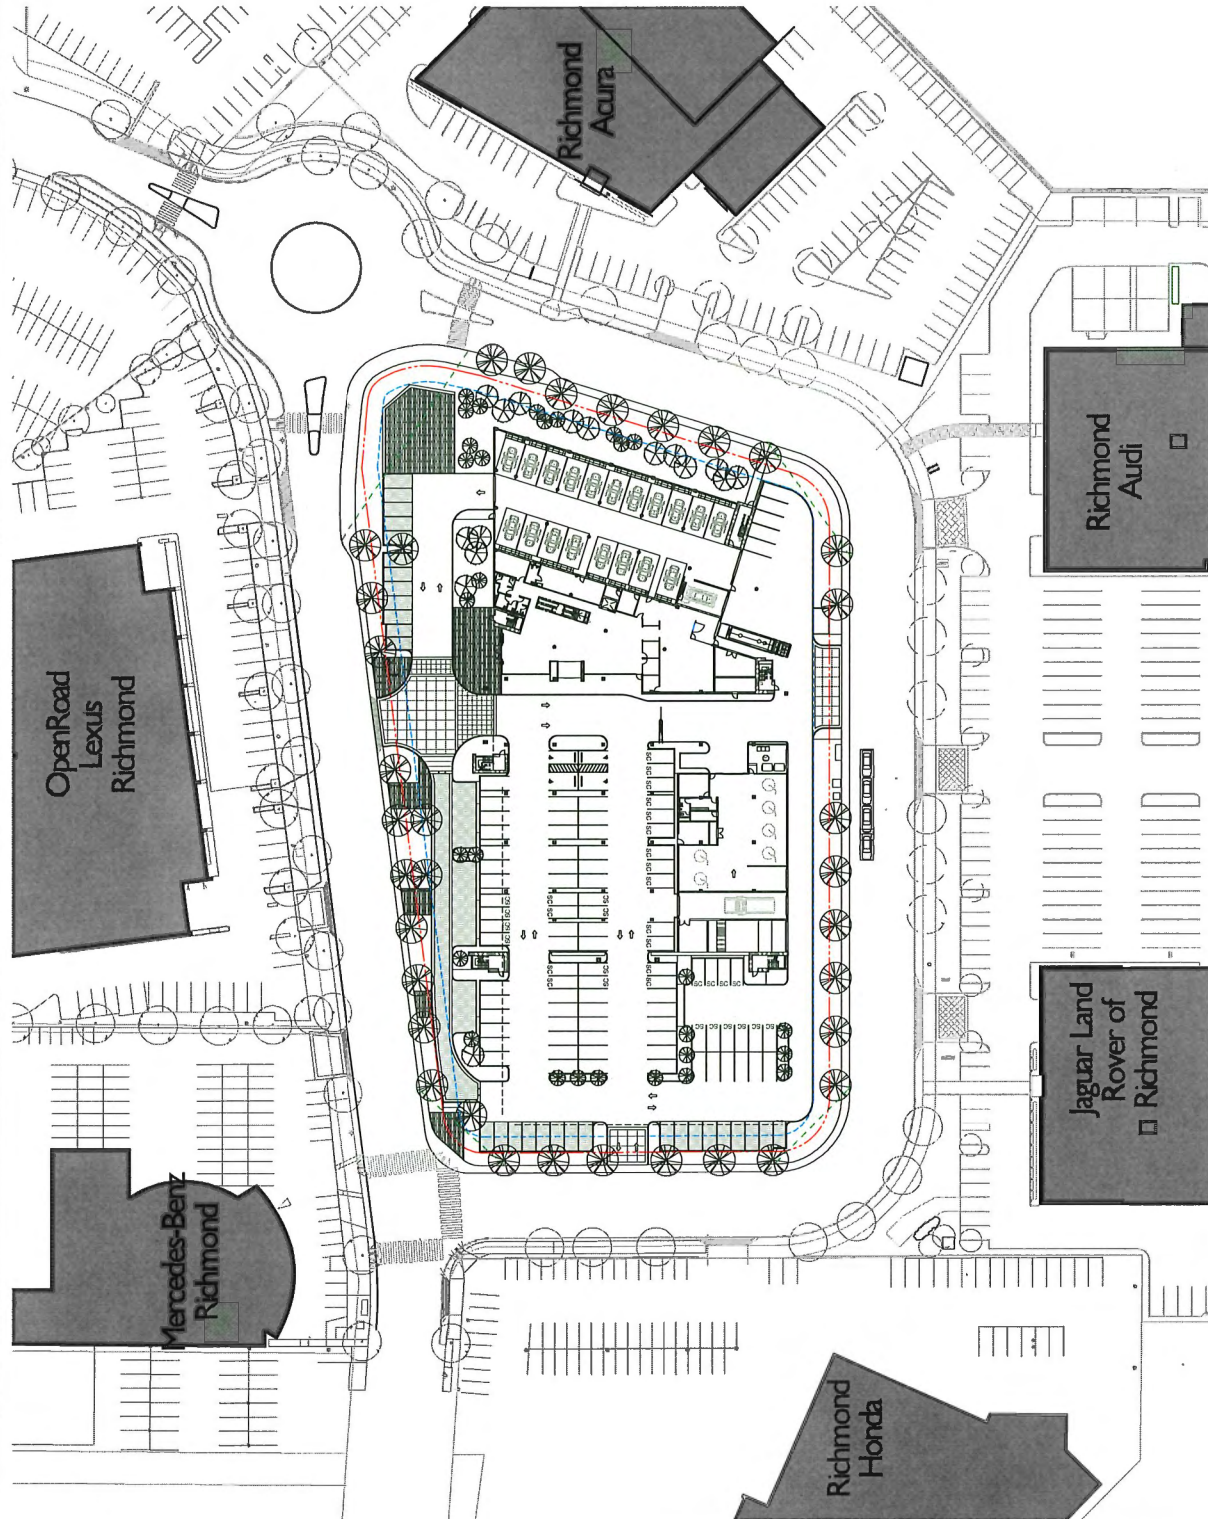 Richmond
Acura
Richmond
Audi
OpenRoad
Lexus
Richmond
Jaguar Land
Rover of
Richmond
Mercedes-Benz
Richmond
Richmond
Honda